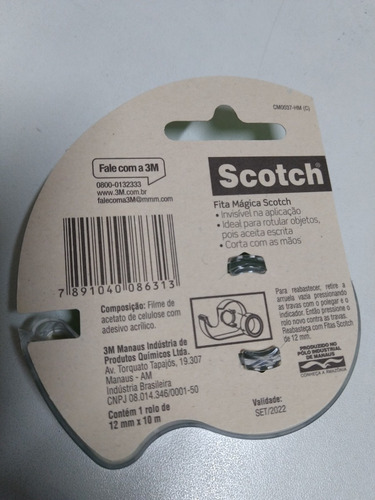 CM0037-HM (C)
Fale com a 3M
0800-0132333
www.3M.com.br
falecoma3M@mmm.com
7 891040 086313
Scotch®
Fita Mágica Scotch
• Invisível na aplicação
• Ideal para rotular objetos,
pois aceita escrita
• Corta com as mãos
Composição: Filme de
acetato de celulose com
adesivo acrílico.
3M Manaus Indústria de
Produtos Químicos Ltda.
Av. Torquato Tapajós, 19.307
Manaus - AM
Indústria Brasileira
CNPJ 08.014.346/0001-50
Contém 1 rolo de
12 mm x 10 m
Para reabastecer, retire a
arruela vazia pressionando
as travas com o polegar e o
indicador. Então pressione o
rolo novo contra as travas.
Reabasteça com Fitas Scotch
de 12 mm.
PRODUZIDO NO
PÓLO INDUSTRIAL
DE MANAUS
CONHEÇA A AMAZÔNIA
Validade:
SET/2022